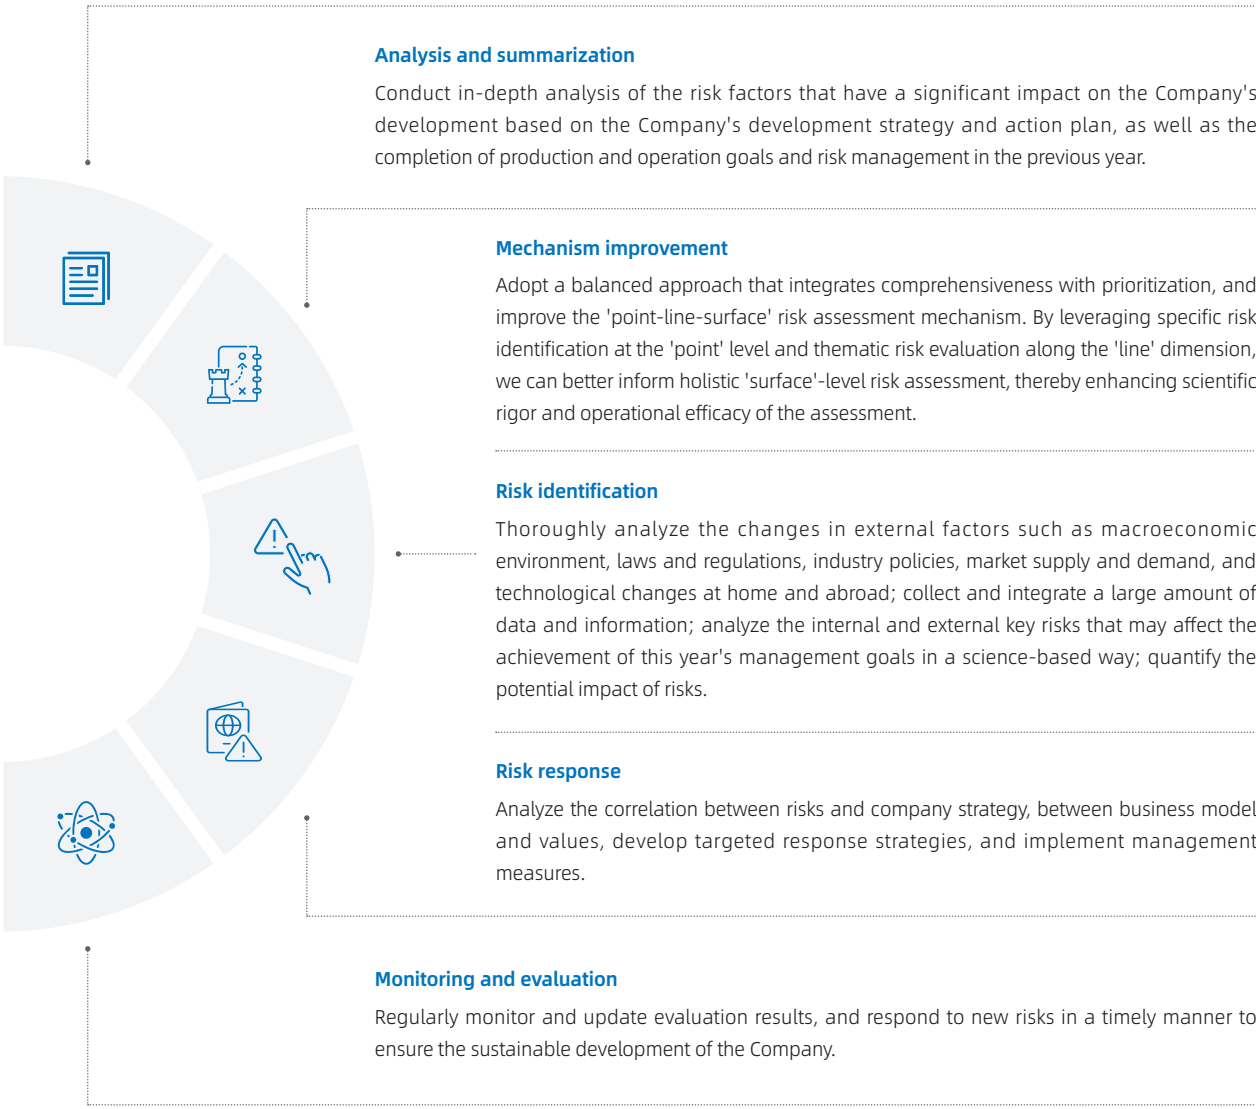 Analysis and summarization
Conduct in-depth analysis of the risk factors that have a significant impact on the Company's
development based on the Company's development strategy and action plan, as well as the
completion of production and operation goals and risk management in the previous year.
Mechanism improvement
Adopt a balanced approach that integrates comprehensiveness with prioritization, and
improve the 'point-line-surface' risk assessment mechanism. By leveraging specific risk
identification at the 'point' level and thematic risk evaluation along the 'line' dimension,
we can better inform holistic 'surface'-level risk assessment, thereby enhancing scientific
rigor and operational efficacy of the assessment.
Risk identification
Thoroughly analyze the changes in external factors such as macroeconomic
environment, laws and regulations, industry policies, market supply and demand, and
technological changes at home and abroad; collect and integrate a large amount of
data and information; analyze the internal and external key risks that may affect the
achievement of this year's management goals in a science-based way; quantify the
potential impact of risks.
Risk response
Analyze the correlation between risks and company strategy, between business model
and values, develop targeted response strategies, and implement management
measures.
Monitoring and evaluation
Regularly monitor and update evaluation results, and respond to new risks in a timely manner to
ensure the sustainable development of the Company.